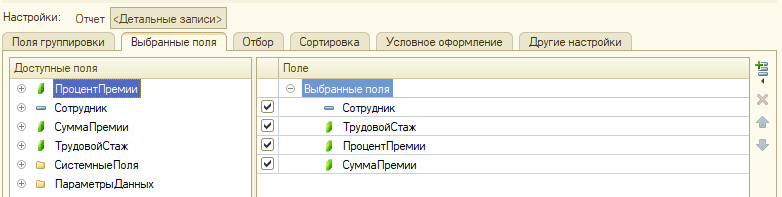 Настройки: Отчет <Детальные записи>
Поля группировки Выбранные поля Отбор Сортировка Условное оформление Другие настройки
Доступные поля Поле
ПроцентПремии Выбранные поля
Сотрудник Сотрудник
СуммаПремии ТрудовойСтаж
ТрудовойСтаж ПроцентПремии
СистемныеПоля СуммаПремии
ПараметрыДанных